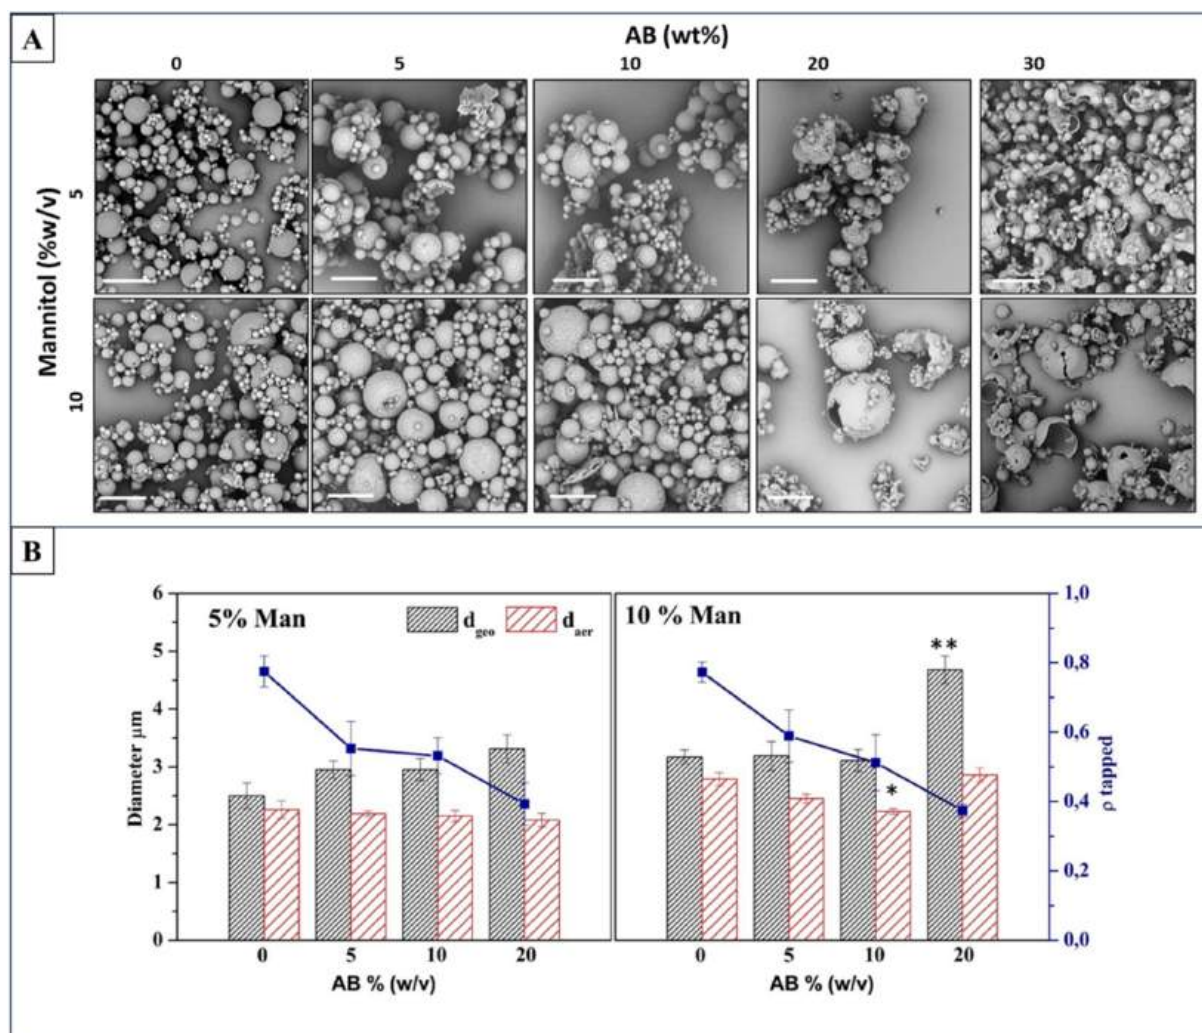 A
AB (wt%)
0 5 10 20 30
Mannitol (%w/v)
5
10
B
5% Man
d geo d aer
10 % Man
**
*
6
5
4
3
2
1
0
Diameter μm
1,0
0,8
0,6
0,4
0,2
0,0
ρ tapped
0 5 10 20
0 5 10 20
AB % (w/v)
AB % (w/v)